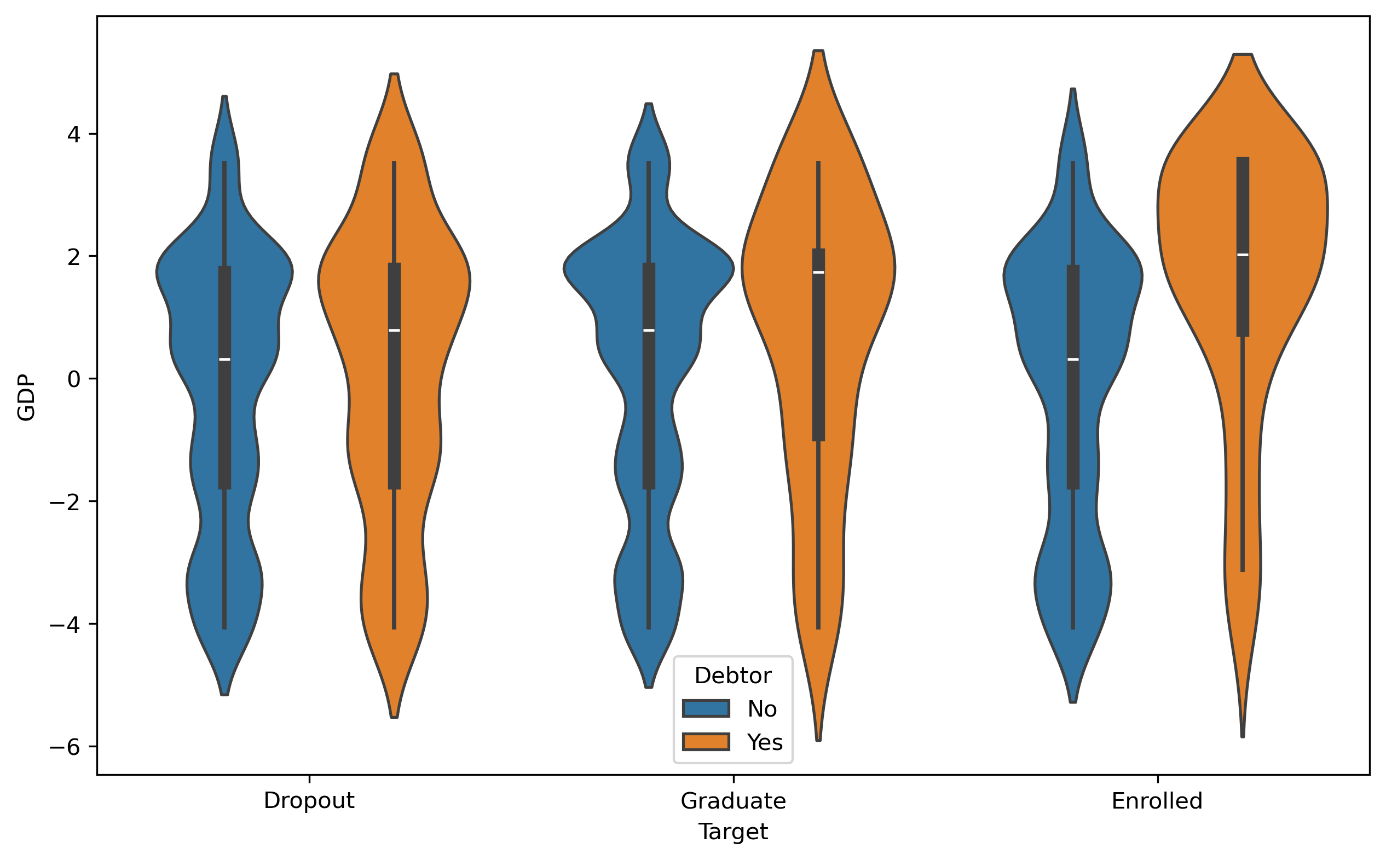 GDP
4
2
0
−2
−4
−6
Debtor
No
Yes
Dropout Graduate Enrolled
Target